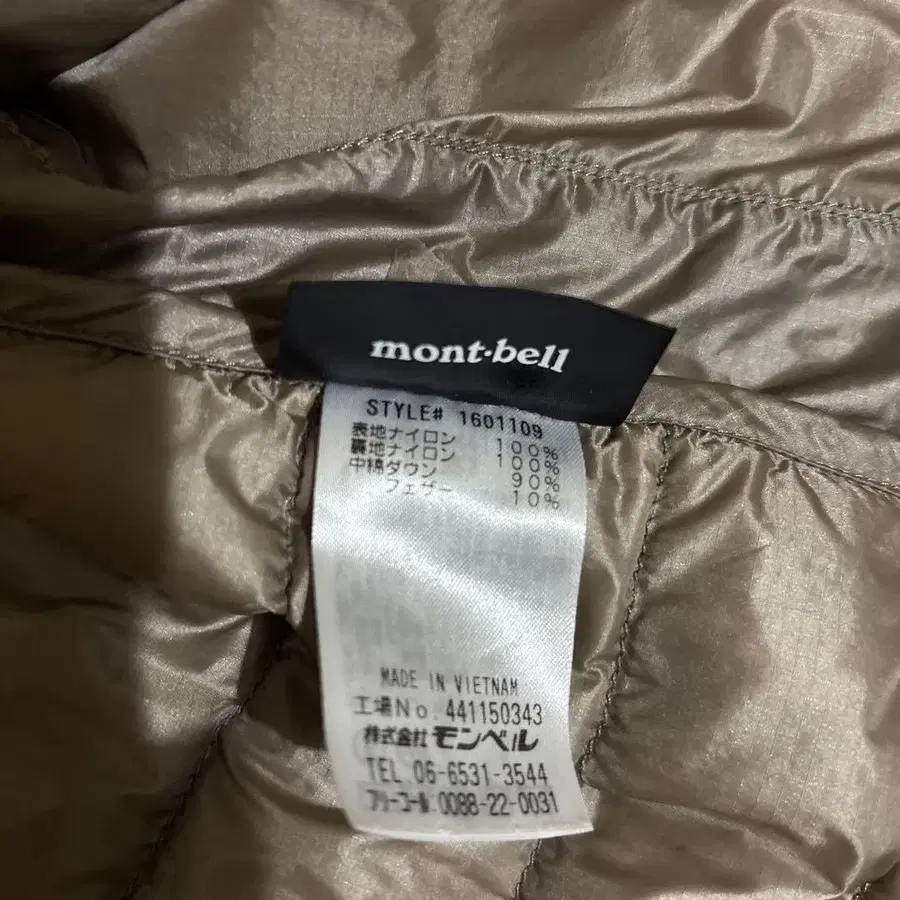 mont·bell
STYLE# 1601109
表地ナイロン 100%
裏地ナイロン 100%
中綿ダウン 90%
フェザー 10%
MADE IN VIETNAM
工場No. 441150343
株式会社 モンベル
TEL.06-6531-3544
フリーコール:0088-22-0031